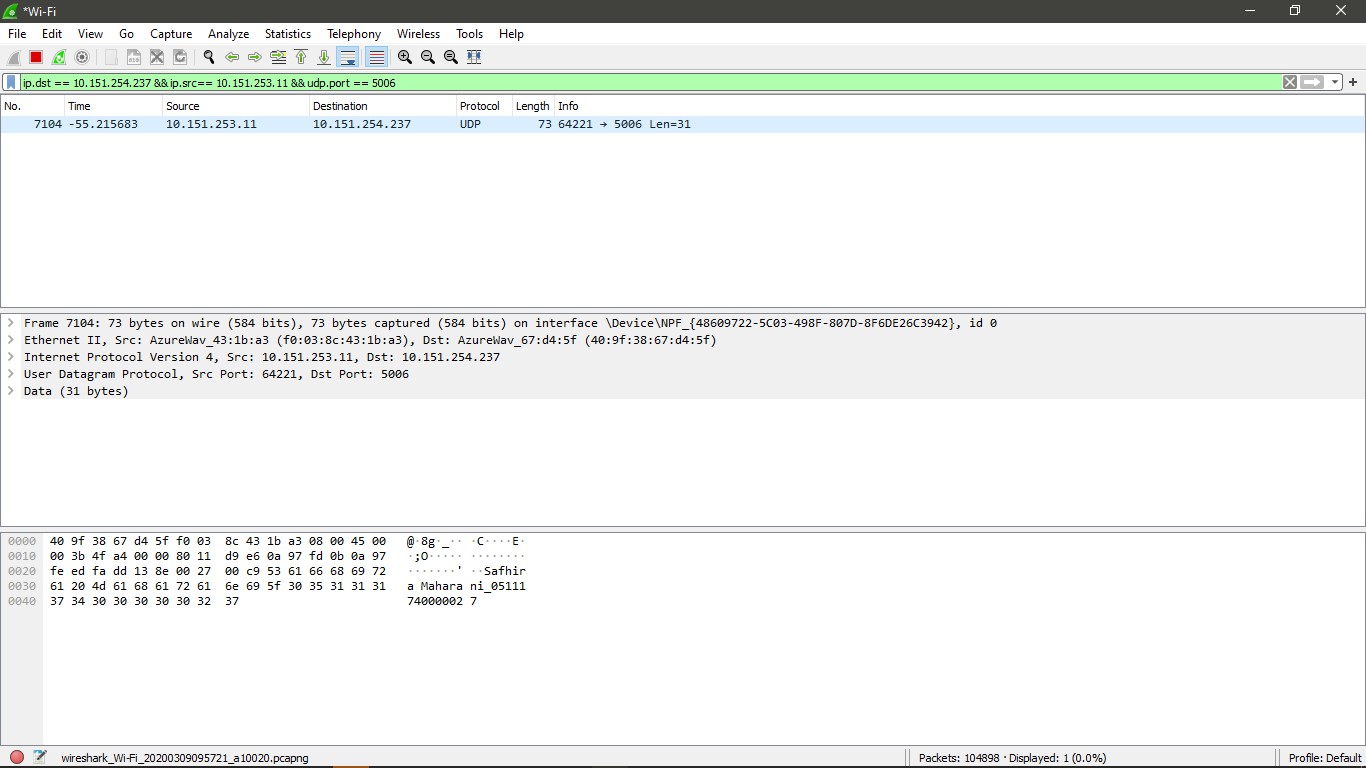 *Wi-Fi
File Edit View Go Capture Analyze Statistics Telephony Wireless Tools Help
ip.dst == 10.151.254.237 && ip.src== 10.151.253.11 && udp.port == 5006
No. Time Source Destination Protocol Length Info
7104 -55.215683 10.151.253.11 10.151.254.237 UDP 73 64221 → 5006 Len=31
Frame 7104: 73 bytes on wire (584 bits), 73 bytes captured (584 bits) on interface \Device\NPF_{48609722-5C03-498F-807D-8F6DE26C3942}, id 0
Ethernet II, Src: AzureWav_43:1b:a3 (f0:03:8c:43:1b:a3), Dst: AzureWav_67:d4:5f (40:9f:38:67:d4:5f)
Internet Protocol Version 4, Src: 10.151.253.11, Dst: 10.151.254.237
User Datagram Protocol, Src Port: 64221, Dst Port: 5006
Data (31 bytes)
0000 40 9f 38 67 d4 5f f0 03 8c 43 1b a3 08 00 45 00 @·8g·_·· ·C····E·
0010 00 3b 4f a4 00 00 80 11 d9 e6 0a 97 fd 0b 0a 97 ·;O····· ········
0020 fe ed fa dd 13 8e 00 27 00 c9 53 61 66 68 69 72 ·······' ··Safhir
0030 61 20 4d 61 68 61 72 61 6e 69 5f 30 35 31 31 31 a Mahara ni_05111
0040 37 34 30 30 30 30 30 32 37 74000002 7
wireshark_Wi-Fi_20200309095721_a10020.pcapng Packets: 104898 · Displayed: 1 (0.0%) Profile: Default